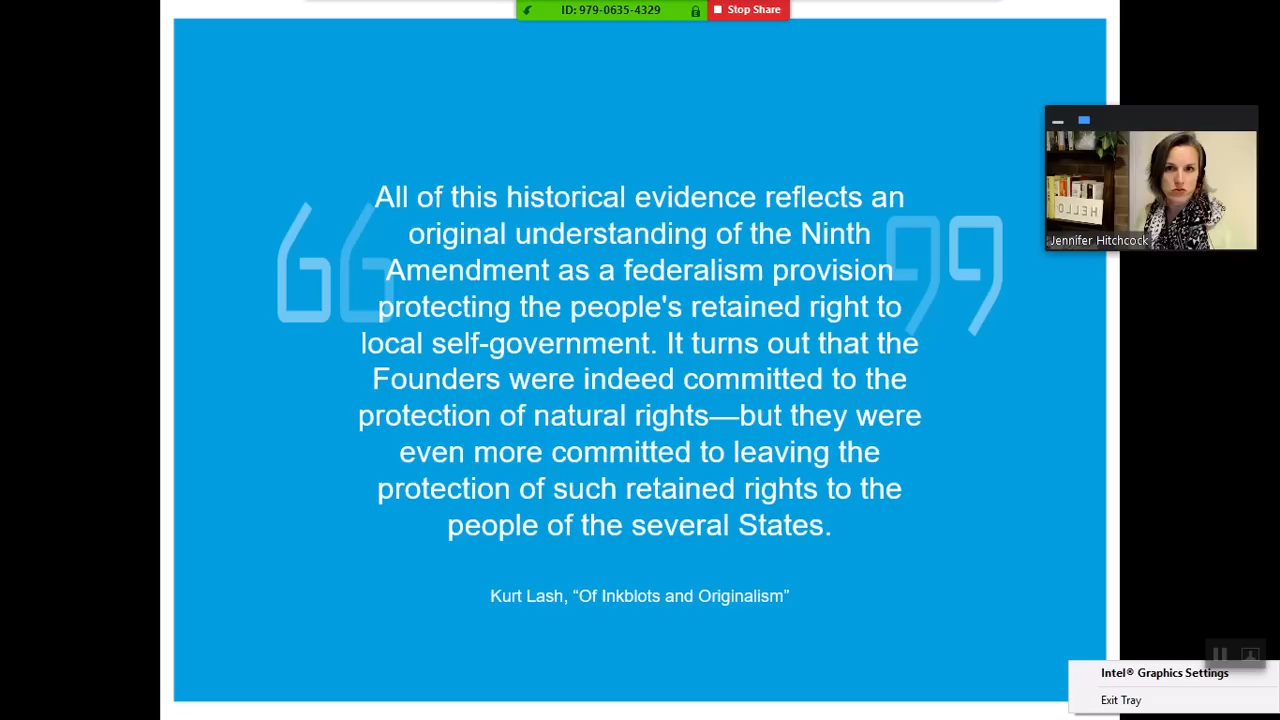 ID: 979-0635-4329
Stop Share
All of this historical evidence reflects an
original understanding of the Ninth
Amendment as a federalism provision
protecting the people's retained right to
local self-government. It turns out that the
Founders were indeed committed to the
protection of natural rights—but they were
even more committed to leaving the
protection of such retained rights to the
people of the several States.
Kurt Lash, “Of Inkblots and Originalism”
HELLO
Jennifer Hitchcock
Intel® Graphics Settings
Exit Tray